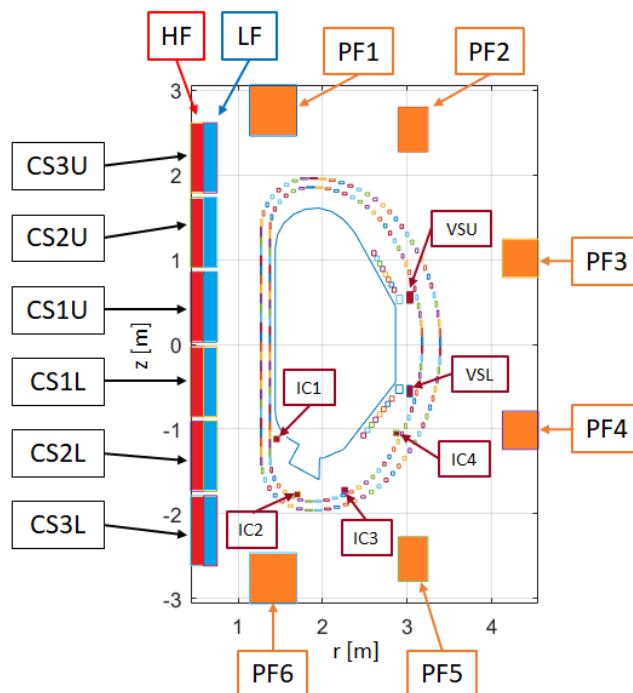 HF
LF
PF1
PF2
CS3U
CS2U
CS1U
CS1L
CS2L
CS3L
3
2
1
0
-1
-2
-3
z [m]
VSU
PF3
IC1
VSL
PF4
IC4
IC2
IC3
1
2
3
4
r [m]
PF6
PF5